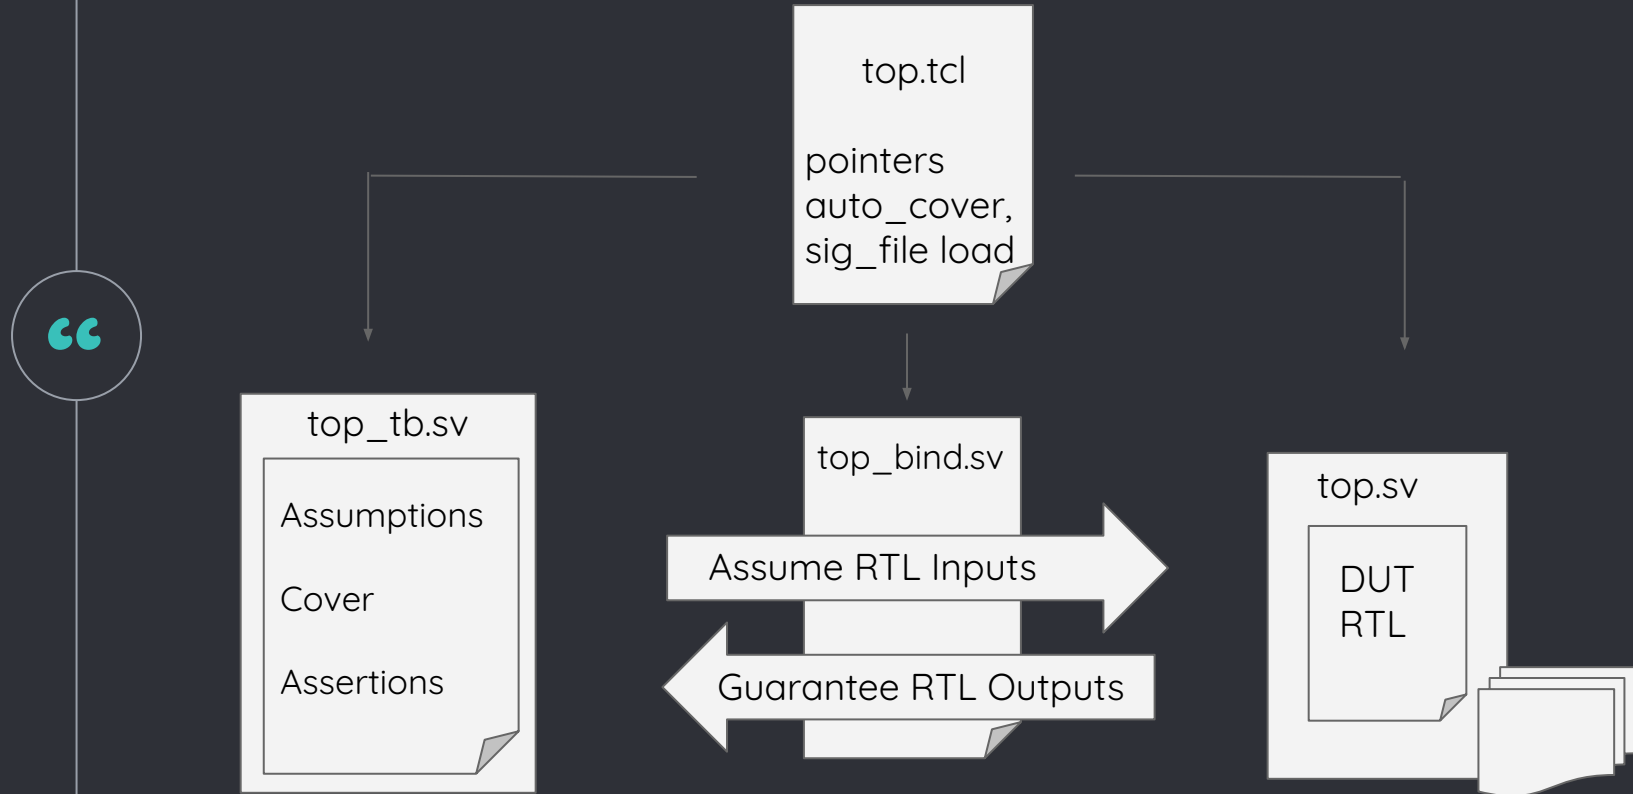 top.tcl
pointers
auto_cover,
sig_file load
“
top_tb.sv
Assumptions
Cover
Assertions
top_bind.sv
Assume RTL Inputs
Guarantee RTL Outputs
top.sv
DUT
RTL